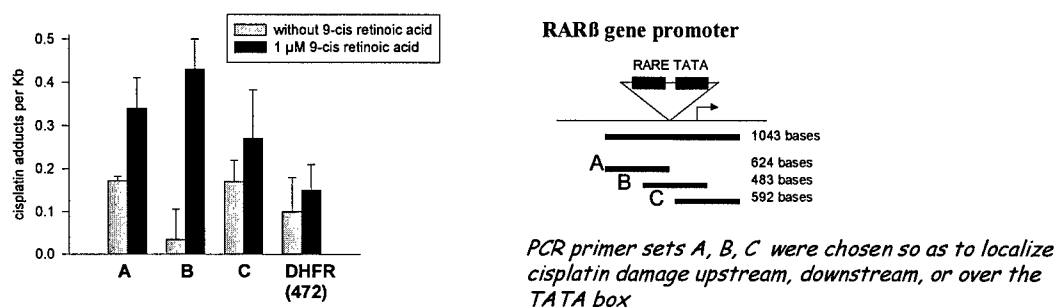 cisplatin adducts per Kb
0.5
0.4
0.3
0.2
0.1
0.0
without 9-cis retinoic acid
1 µM 9-cis retinoic acid
A
B
C
DHFR
(472)
RARß gene promoter
RARE TATA
1043 bases
A
624 bases
B
483 bases
C
592 bases
PCR primer sets A, B, C were chosen so as to localize
cisplatin damage upstream, downstream, or over the
TATA box